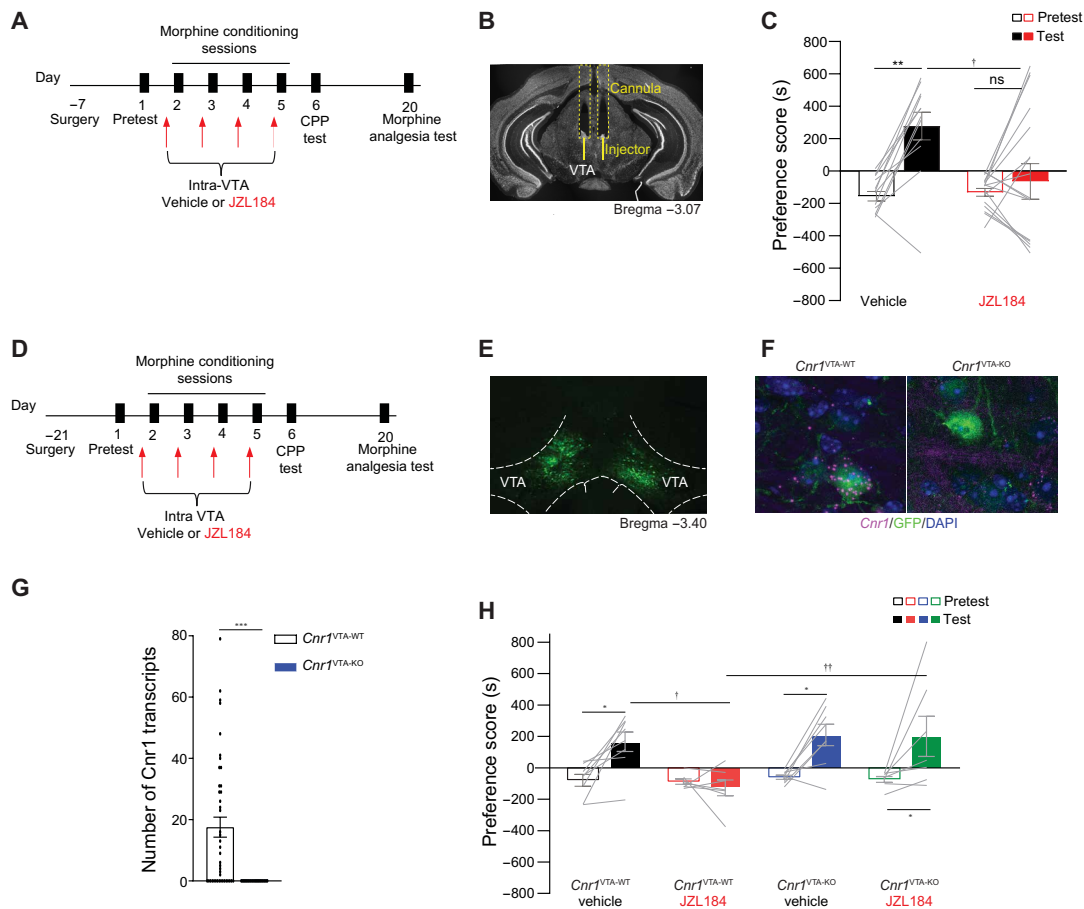 A
Morphine conditioning
sessions
Day
−7
1
2
3
4
5
6
20
Surgery
Pretest
CPP
test
Morphine
analgesia test
Intra-VTA
Vehicle or JZL184
B
Cannula
Injector
VTA
Bregma −3.07
C
Pretest
Test
Preference score (s)
800
600
400
200
0
−200
−400
−600
−800
**
†
ns
Vehicle
JZL184
D
Morphine conditioning
sessions
Day
−21
1
2
3
4
5
6
20
Surgery
Pretest
CPP
test
Morphine
analgesia test
Intra VTA
Vehicle or JZL184
E
VTA
VTA
Bregma −3.40
F
Cnr1VTA-WT
Cnr1VTA-KO
Cnr1/GFP/DAPI
G
Number of Cnr1 transcripts
80
60
40
20
0
***
Cnr1VTA-WT
Cnr1VTA-KO
H
Pretest
Test
Preference score (s)
800
600
400
200
0
−200
−400
−600
−800
*
†
*
††
*
Cnr1VTA-WT
vehicle
Cnr1VTA-WT
JZL184
Cnr1VTA-KO
vehicle
Cnr1VTA-KO
JZL184